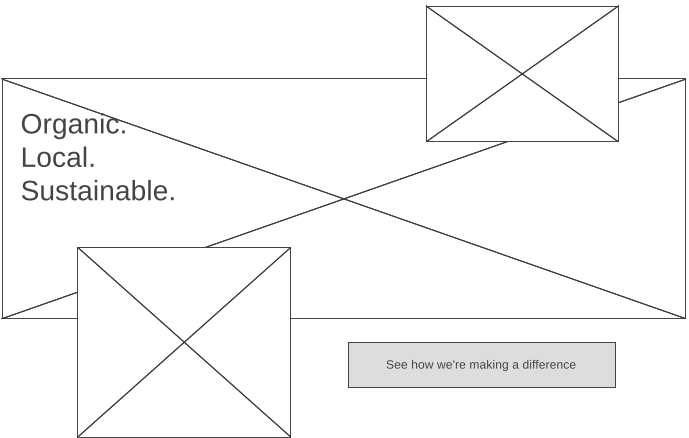 Organic.
Local.
Sustainable.
See how we're making a difference